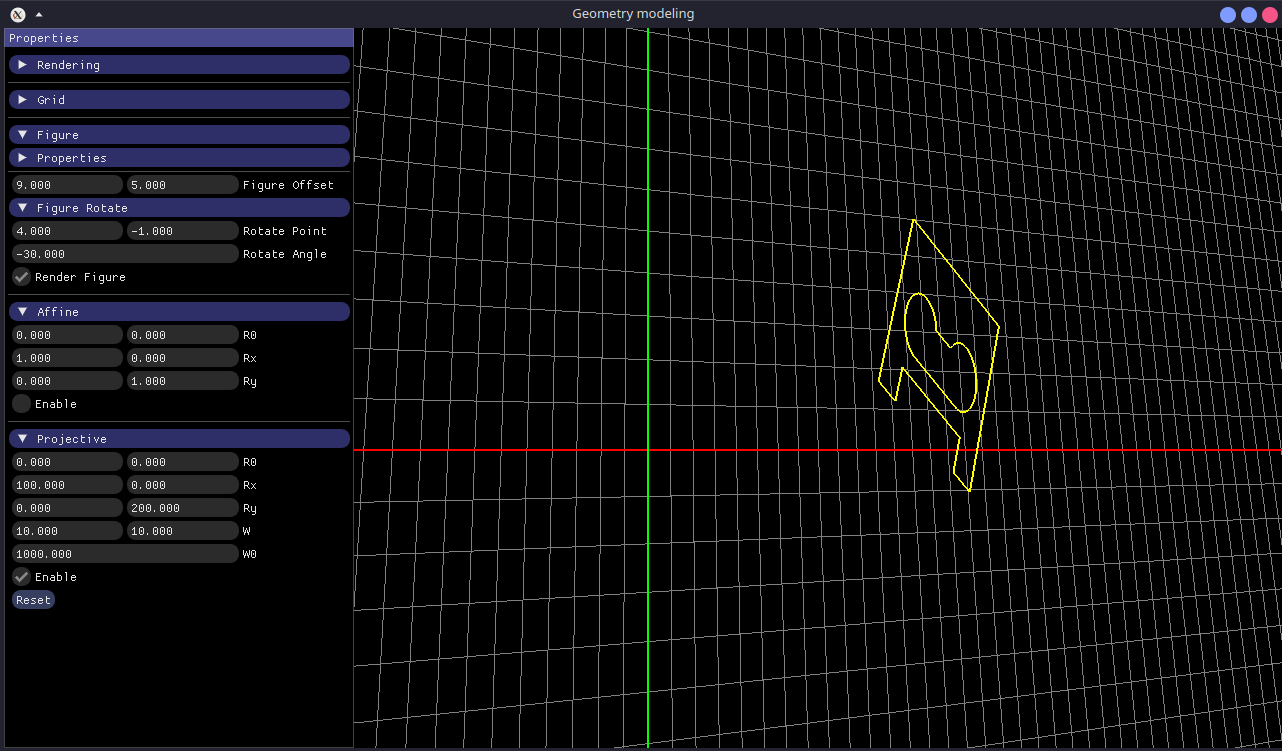 Geometry modeling
Properties
Rendering
Grid
Figure
Properties
9.000 5.000 Figure Offset
Figure Rotate
4.000 -1.000 Rotate Point
-30.000 Rotate Angle
Render Figure
Affine
0.000 0.000 R0
1.000 0.000 Rx
0.000 1.000 Ry
Enable
Projective
0.000 0.000 R0
100.000 0.000 Rx
0.000 200.000 Ry
10.000 10.000 W
1000.000 W0
Enable
Reset